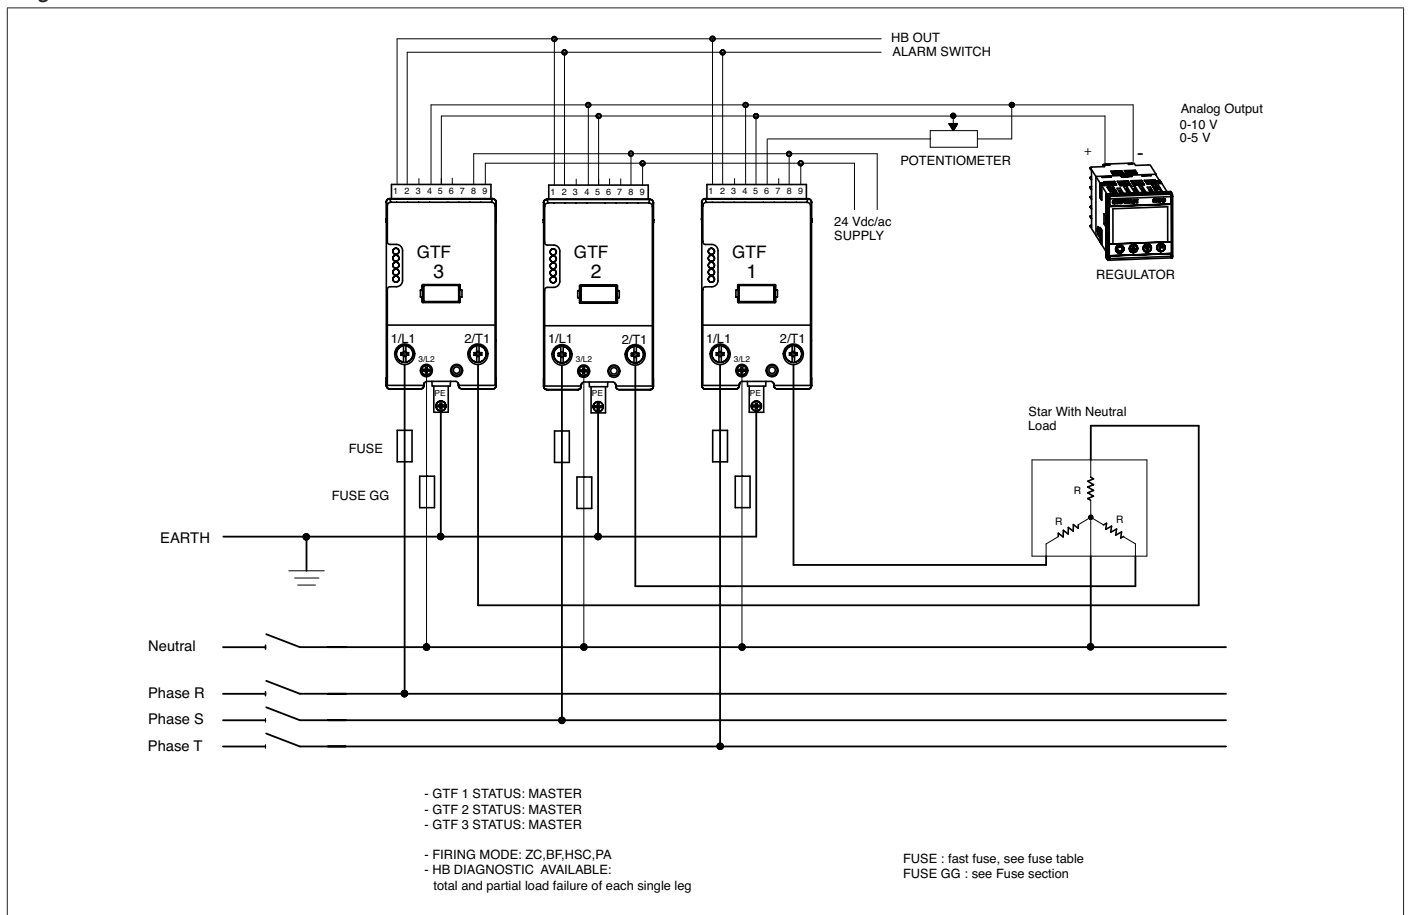 HB OUT
ALARM SWITCH
Analog Output
0-10 V
0-5 V
+ -
POTENTIOMETER
1 2 3 4 5 6 7 8 9
1 2 3 4 5 6 7 8 9
1 2 3 4 5 6 7 8 9
24 Vdc/ac
SUPPLY
GTF
3
GTF
2
GTF
1
REGULATOR
1/L1 2/T1
3/L2
PE
1/L1 2/T1
3/L2
PE
1/L1 2/T1
3/L2
PE
Star With Neutral
Load
FUSE
FUSE GG
R
R
R
EARTH
Neutral
Phase R
Phase S
Phase T
- GTF 1 STATUS: MASTER
- GTF 2 STATUS: MASTER
- GTF 3 STATUS: MASTER
- FIRING MODE: ZC,BF,HSC,PA
- HB DIAGNOSTIC AVAILABLE:
total and partial load failure of each single leg
FUSE : fast fuse, see fuse table
FUSE GG : see Fuse section